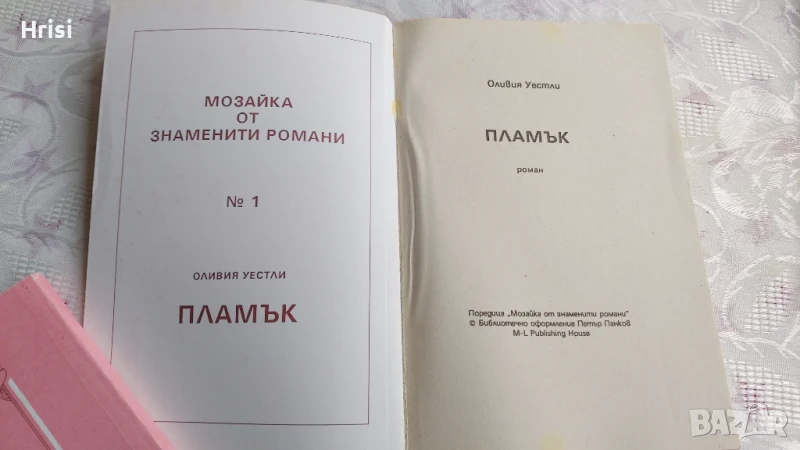 Hrisi
МОЗАЙКА
ОТ
ЗНАМЕНИТИ РОМАНИ
№ 1
ОЛИВИЯ УЕСТЛИ
ПЛАМЪК
Оливия Уестли
ПЛАМЪК
роман
Поредица „Мозайка от знаменити романи“
© Библиотечно оформление Петър Панков
M-L Publishing House
BAZAR